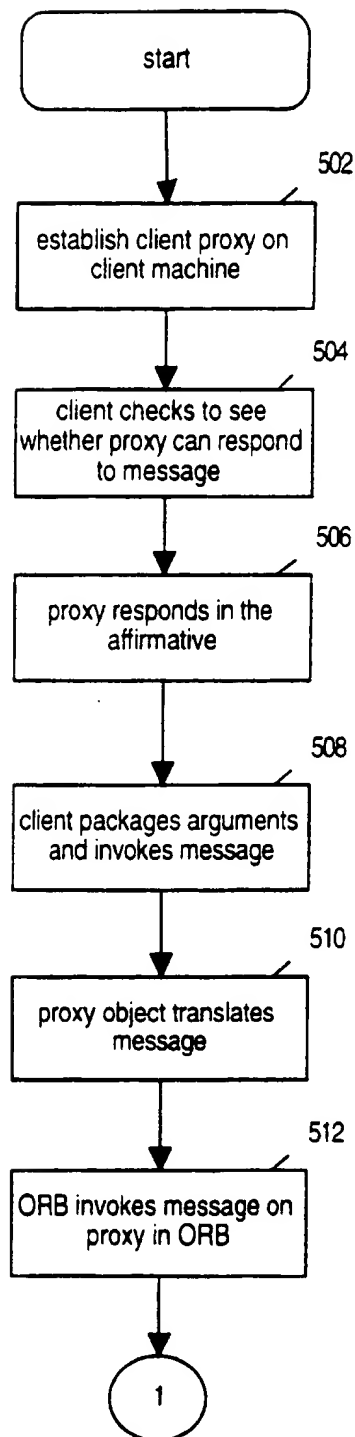 start
502
establish client proxy on
client machine
504
client checks to see
whether proxy can respond
to message
506
proxy responds in the
affirmative
508
client packages arguments
and invokes message
510
proxy object translates
message
512
ORB invokes message on
proxy in ORB
1